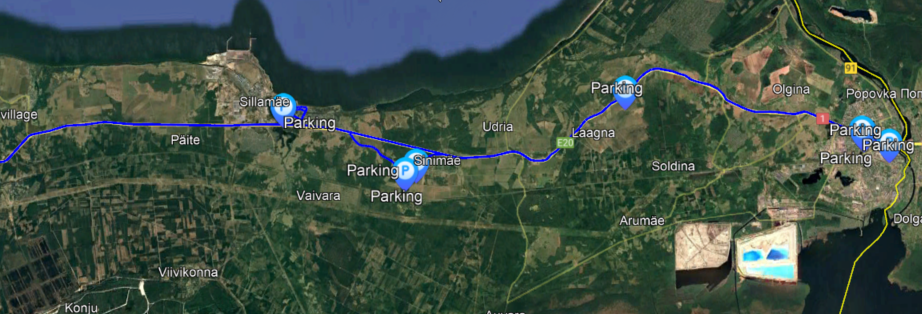 91
Popovka Поп
village
Sillamäe
Parking
Olgina
Parking
1
Päite
Udria
Laagna
Parking
E20
Parking
P
Sinimäe
Soldina
Parking
Parking
P
Vaivara
Parking
Arumäe
Dolga
Viivikonna
Konju